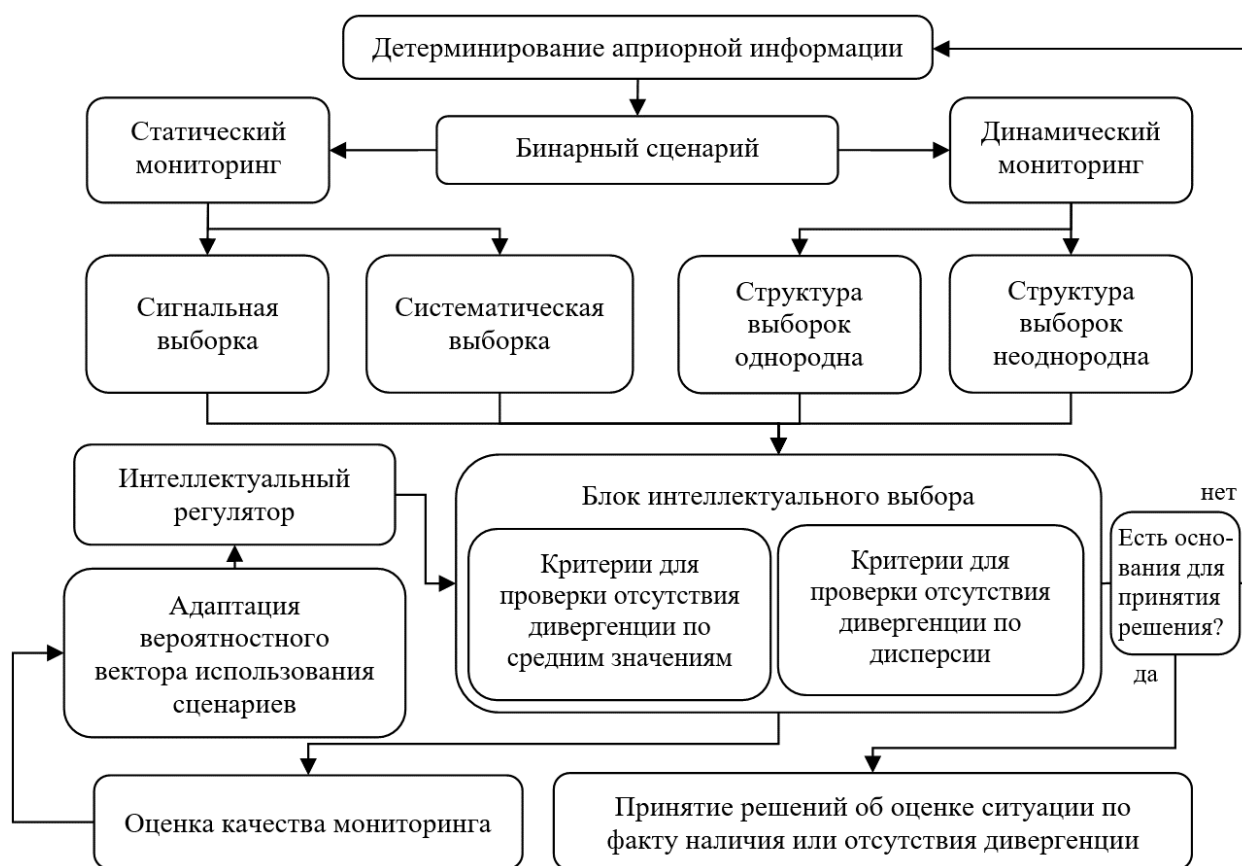 Детерминирование априорной информации
Статический
мониторинг
Бинарный сценарий
Динамический
мониторинг
Сигнальная
выборка
Систематическая
выборка
Структура
выборок
однородна
Структура
выборок
неоднородна
Интеллектуальный
регулятор
Блок интеллектуального выбора
нет
Критерии для
проверки отсутствия
дивергенции по
средним значениям
Критерии для
проверки отсутствия
дивергенции по
дисперсии
Есть осно-
вания для
принятия
решения?
да
Адаптация
вероятностного
вектора использования
сценариев
Оценка качества мониторинга
Принятие решений об оценке ситуации по
факту наличия или отсутствия дивергенции